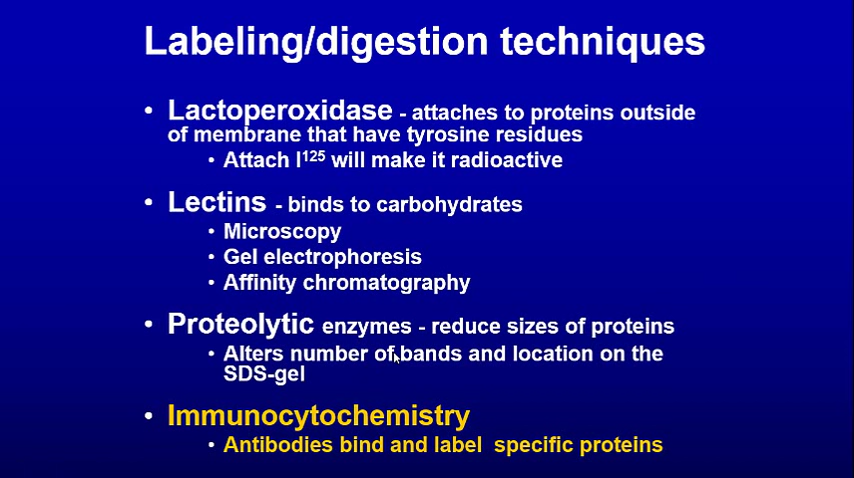 Labeling/digestion techniques
• Lactoperoxidase - attaches to proteins outside
of membrane that have tyrosine residues
• Attach I¹²⁵ will make it radioactive
• Lectins - binds to carbohydrates
• Microscopy
• Gel electrophoresis
• Affinity chromatography
• Proteolytic enzymes - reduce sizes of proteins
• Alters number of bands and location on the
SDS-gel
• Immunocytochemistry
• Antibodies bind and label specific proteins